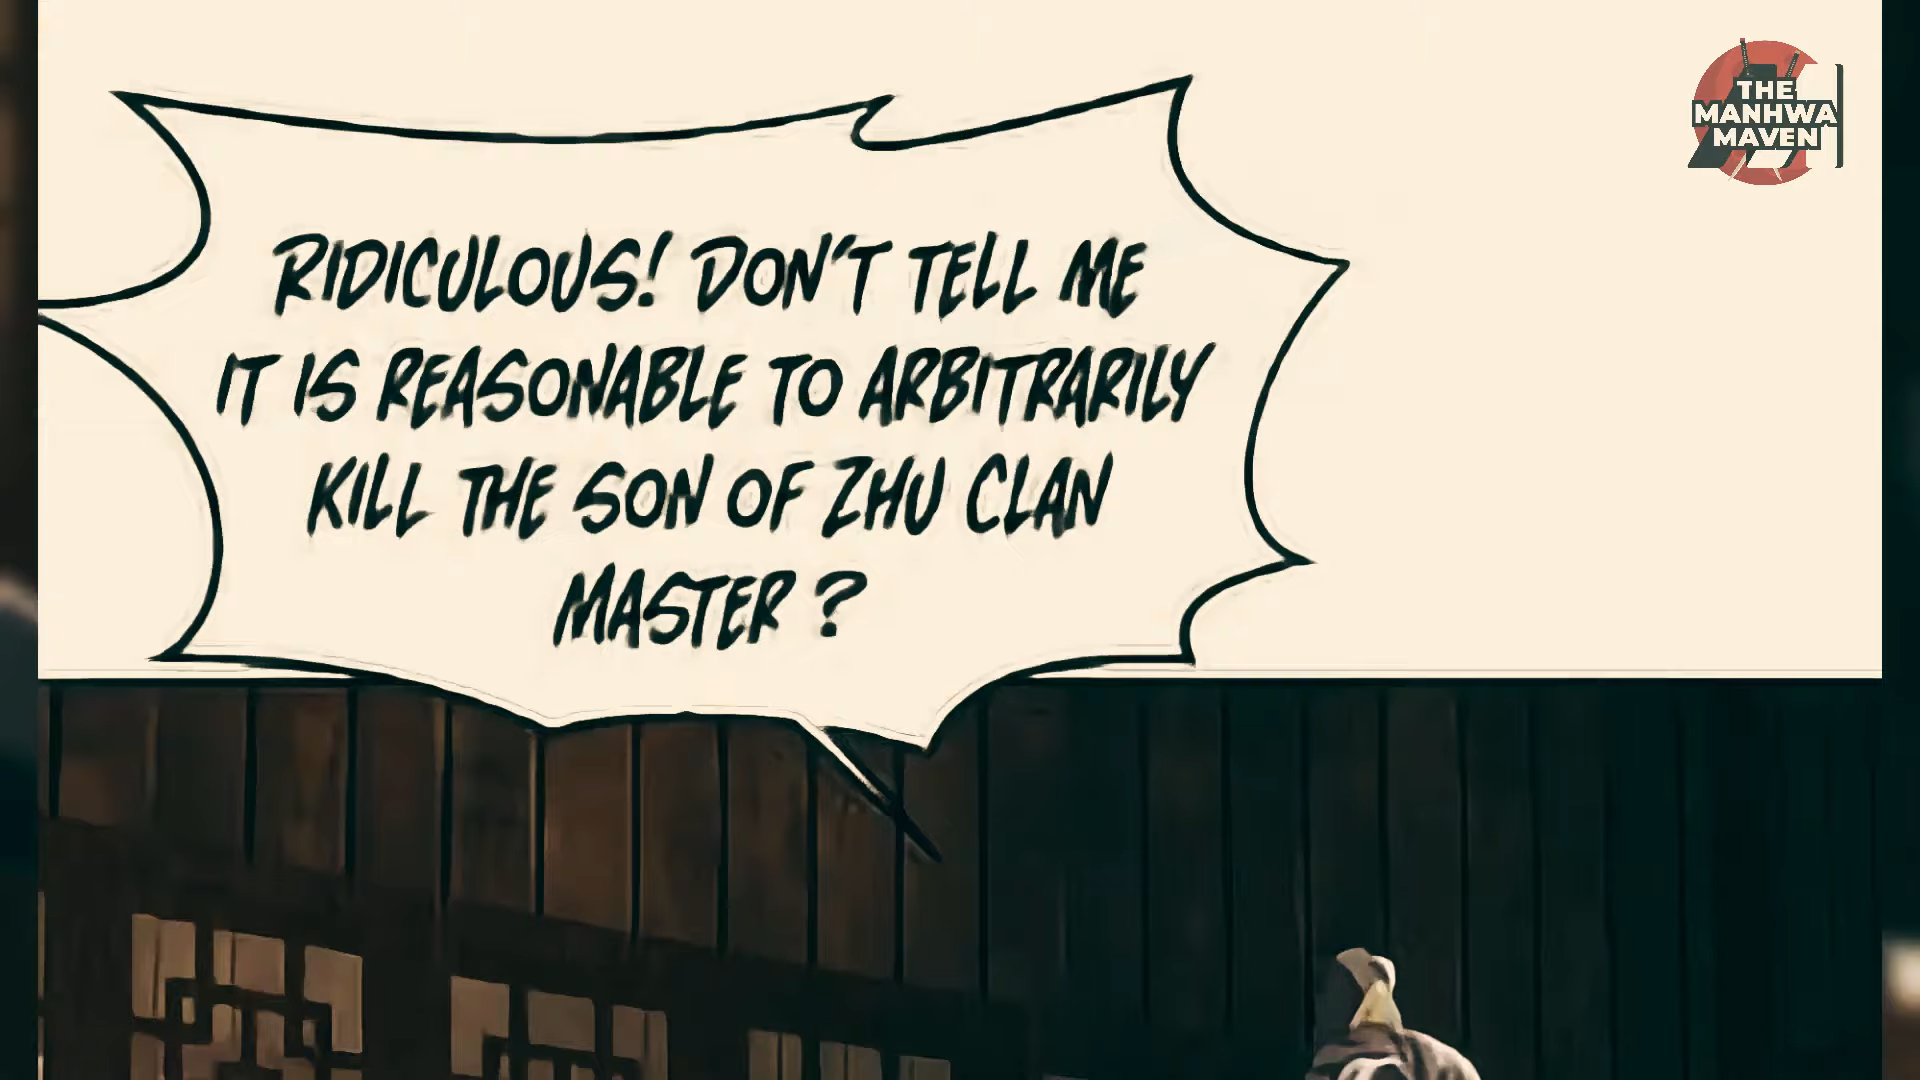 RIDICULOUS! DON'T TELL ME
IT IS REASONABLE TO ARBITRARILY
KILL THE SON OF ZHU CLAN
MASTER ?
THE
MANHWA
MAVEN